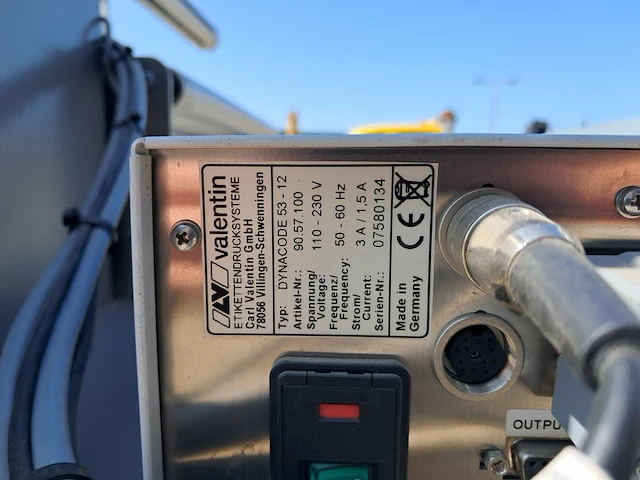 valentin
ETIKETTENDRUCKSYSTEME
Carl Valentin GmbH
78056 Villingen-Schwenningen
Typ: DYNACODE 53 - 12
Artikel-Nr.: 90.57.100
Spannung/
Voltage: 110 - 230 V
Frequenz/
Frequency: 50 - 60 Hz
Strom/
Current: 3 A / 1,5 A
Serien-Nr.: 07580134
Made in
Germany
CE